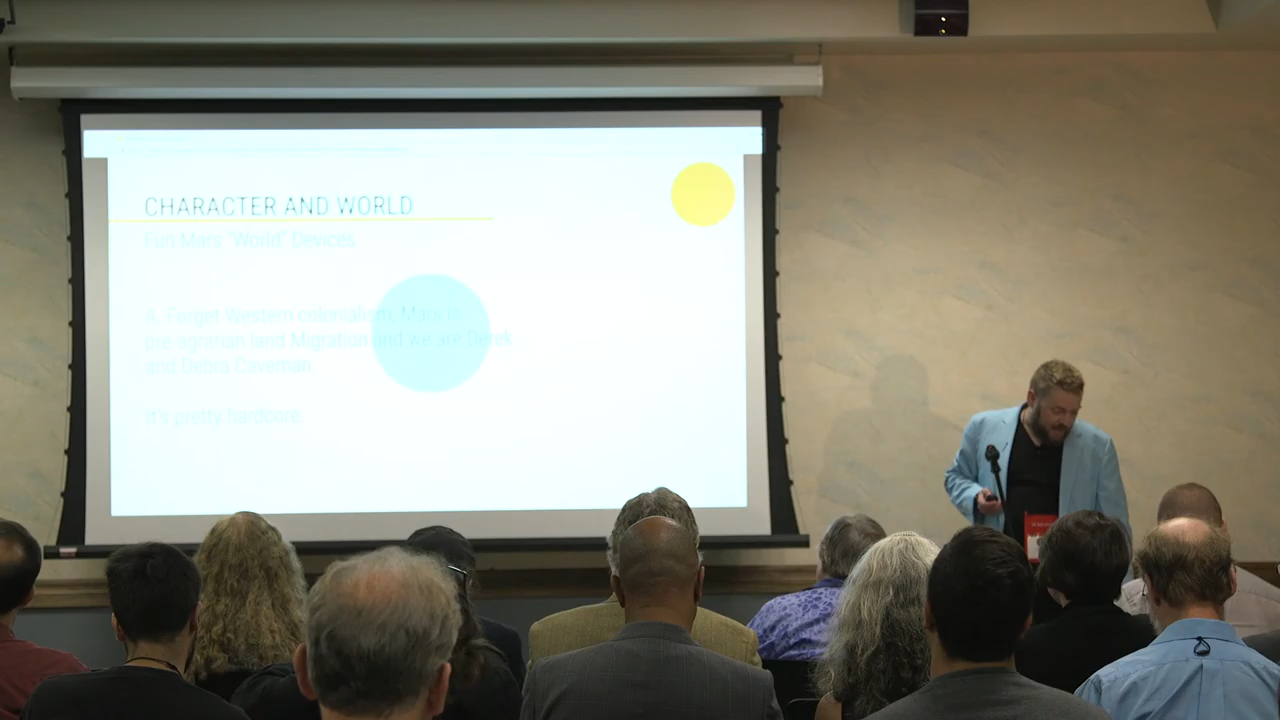 CHARACTER AND WORLD
Fun Mars "World" Devices
A. Forget Western colonialism, Mars is
pre-agrarian land Migration and we are Derek
and Debra Caveman.
It's pretty hardcore